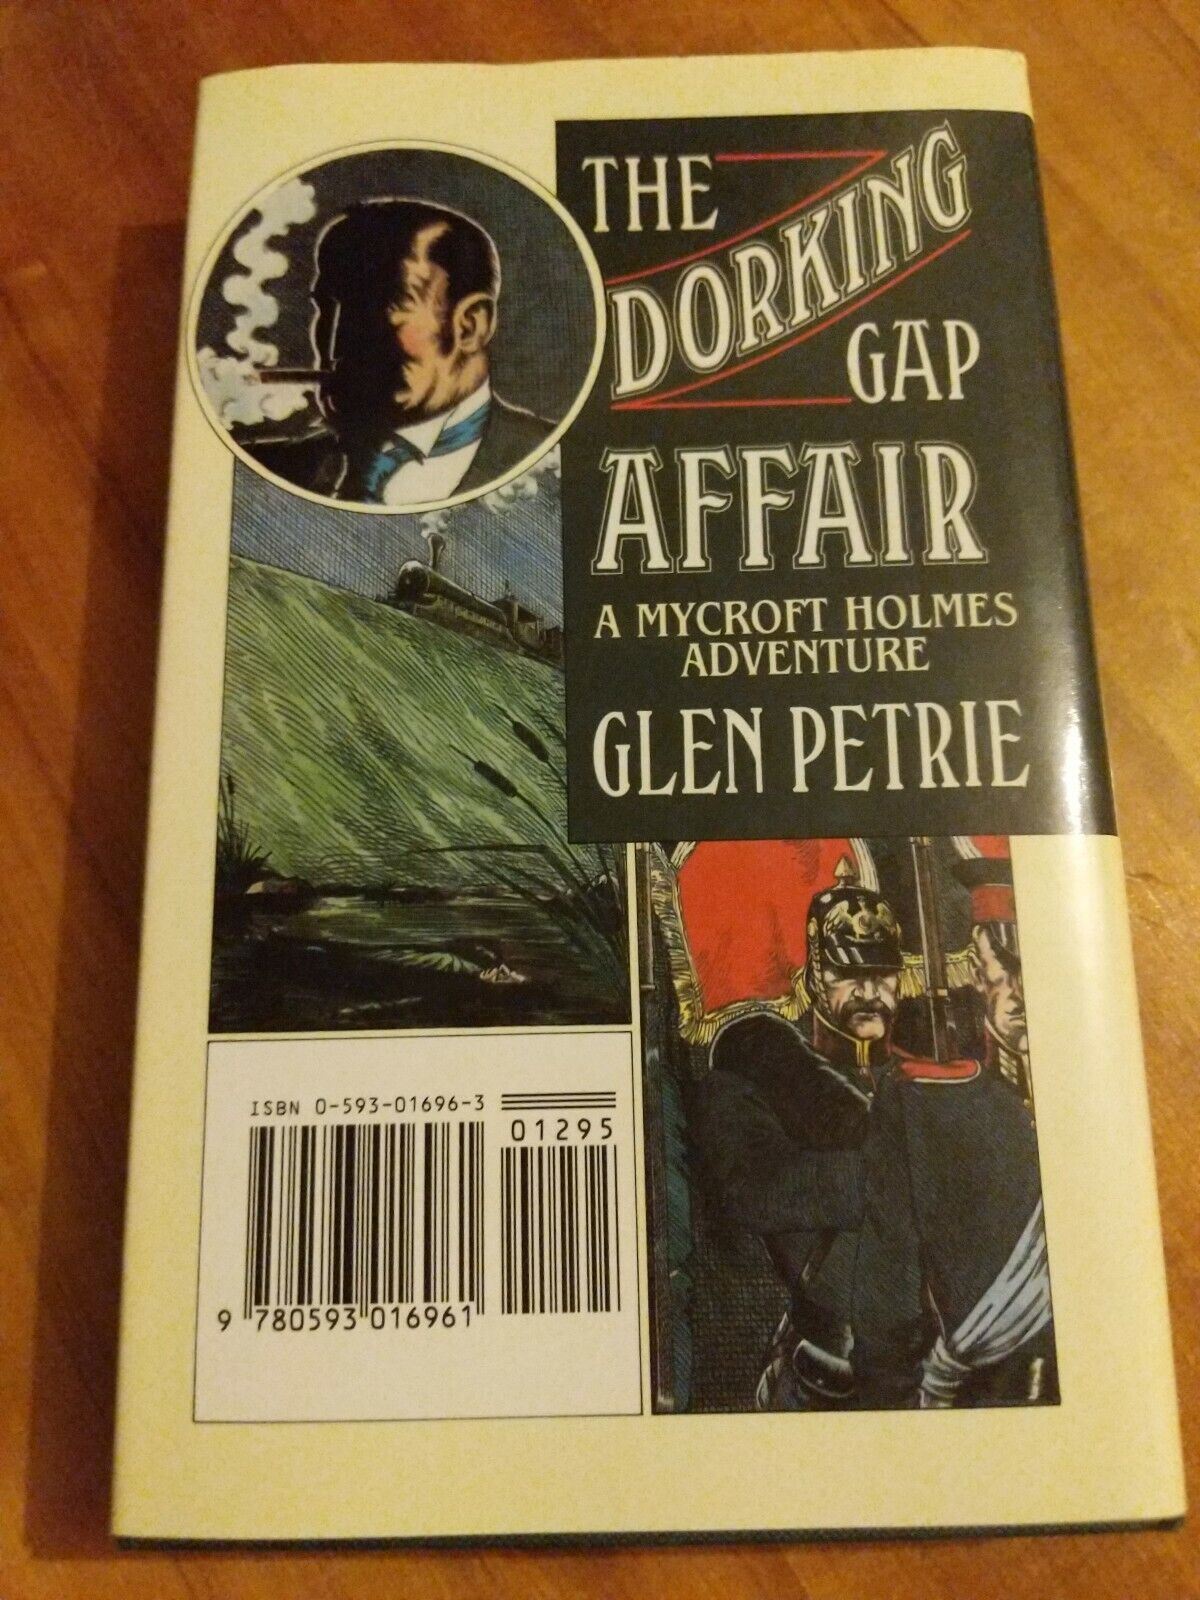 THE
DORKING
GAP
AFFAIR
A MYCROFT HOLMES
ADVENTURE
GLEN PETRIE
ISBN 0-593-01696-3
01295
9 780593 016961